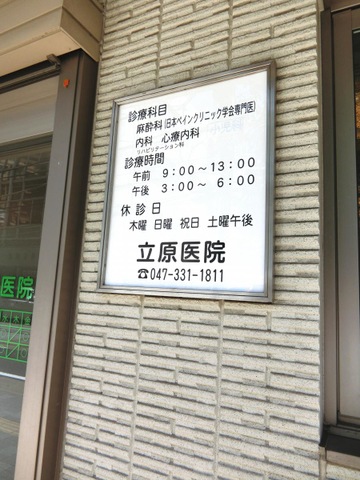 診療科目
麻酔科(日本ペインクリニック学会専門医)
内科 心療内科
リハビリテーション科
診療時間
午前 9:00～13:00
午後 3:00～ 6:00
休診日
木曜 日曜 祝日 土曜午後
立原医院
☎047-331-1811
医院